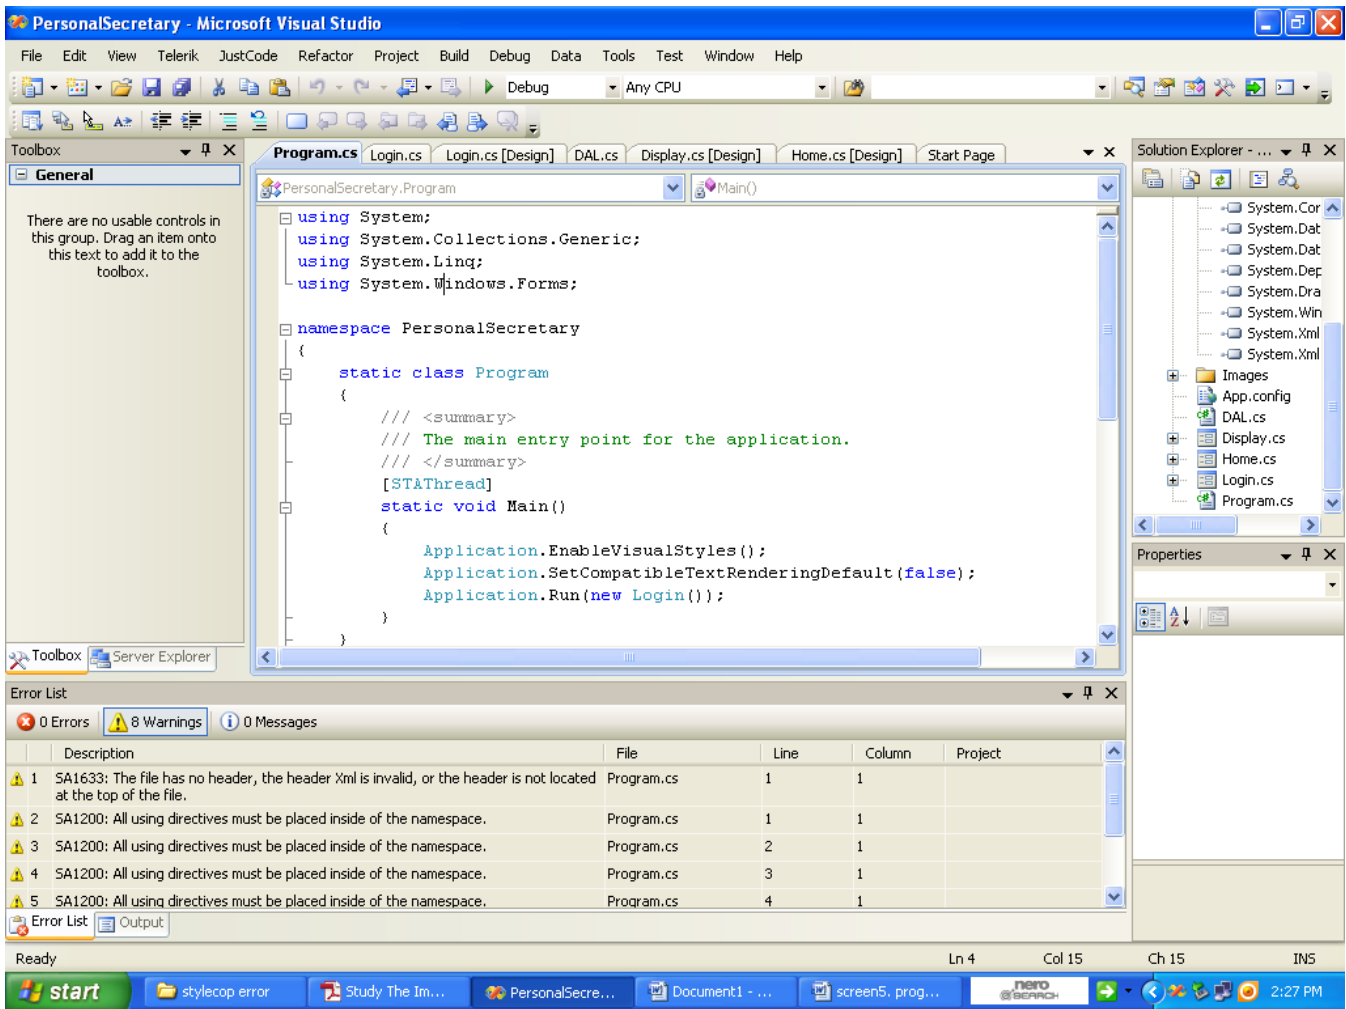 PersonalSecretary - Microsoft Visual Studio
File Edit View Telerik JustCode Refactor Project Build Debug Data Tools Test Window Help
Debug Any CPU
Toolbox
General
There are no usable controls in
this group. Drag an item onto
this text to add it to the
toolbox.
Toolbox Server Explorer
Program.cs Login.cs Login.cs [Design] DAL.cs Display.cs [Design] Home.cs [Design] Start Page
PersonalSecretary.Program Main()
using System;
using System.Collections.Generic;
using System.Linq;
using System.Windows.Forms;
namespace PersonalSecretary
{
static class Program
{
/// <summary>
/// The main entry point for the application.
/// </summary>
[STAThread]
static void Main()
{
Application.EnableVisualStyles();
Application.SetCompatibleTextRenderingDefault(false);
Application.Run(new Login());
}
}
Solution Explorer - ...
System.Cor
System.Dat
System.Dat
System.Dep
System.Dra
System.Win
System.Xml
System.Xml
Images
App.config
DAL.cs
Display.cs
Home.cs
Login.cs
Program.cs
Properties
Error List
0 Errors 8 Warnings 0 Messages
Description File Line Column Project
1 SA1633: The file has no header, the header Xml is invalid, or the header is not located Program.cs 1 1
at the top of the file.
2 SA1200: All using directives must be placed inside of the namespace. Program.cs 1 1
3 SA1200: All using directives must be placed inside of the namespace. Program.cs 2 1
4 SA1200: All using directives must be placed inside of the namespace. Program.cs 3 1
5 SA1200: All using directives must be placed inside of the namespace. Program.cs 4 1
Error List Output
Ready Ln 4 Col 15 Ch 15 INS
start stylecop error Study The Im... PersonalSecre... Document1 - ... screen5. prog... nero SEARCH 2:27 PM